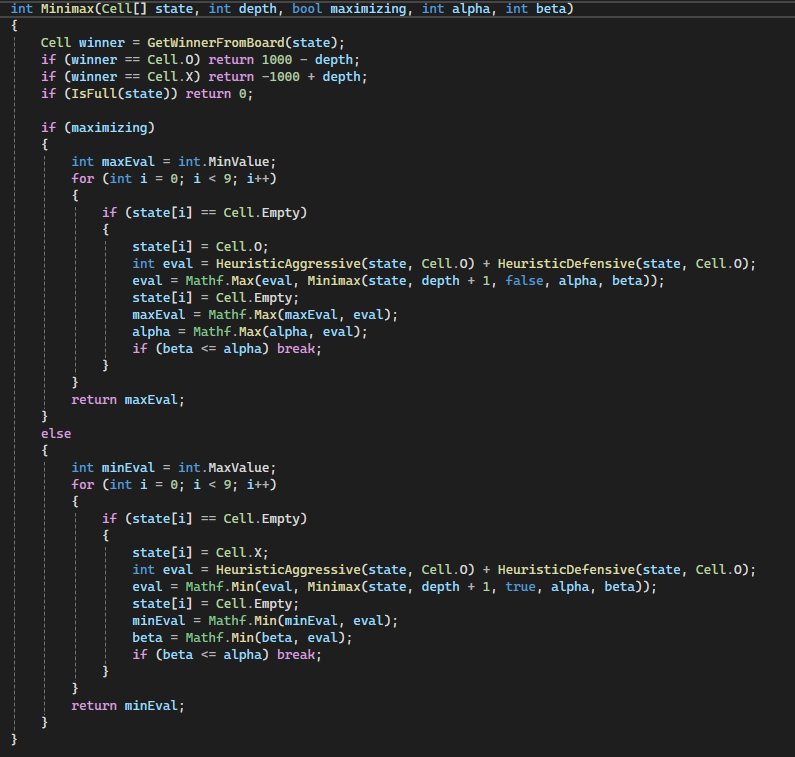 int Minimax(Cell[] state, int depth, bool maximizing, int alpha, int beta)
{
    Cell winner = GetWinnerFromBoard(state);
    if (winner == Cell.O) return 1000 - depth;
    if (winner == Cell.X) return -1000 + depth;
    if (IsFull(state)) return 0;

    if (maximizing)
    {
        int maxEval = int.MinValue;
        for (int i = 0; i < 9; i++)
        {
            if (state[i] == Cell.Empty)
            {
                state[i] = Cell.O;
                int eval = HeuristicAggressive(state, Cell.O) + HeuristicDefensive(state, Cell.O);
                eval = Mathf.Max(eval, Minimax(state, depth + 1, false, alpha, beta));
                state[i] = Cell.Empty;
                maxEval = Mathf.Max(maxEval, eval);
                alpha = Mathf.Max(alpha, eval);
                if (beta <= alpha) break;
            }
        }
        return maxEval;
    }
    else
    {
        int minEval = int.MaxValue;
        for (int i = 0; i < 9; i++)
        {
            if (state[i] == Cell.Empty)
            {
                state[i] = Cell.X;
                int eval = HeuristicAggressive(state, Cell.O) + HeuristicDefensive(state, Cell.O);
                eval = Mathf.Min(eval, Minimax(state, depth + 1, true, alpha, beta));
                state[i] = Cell.Empty;
                minEval = Mathf.Min(minEval, eval);
                beta = Mathf.Min(beta, eval);
                if (beta <= alpha) break;
            }
        }
        return minEval;
    }
}